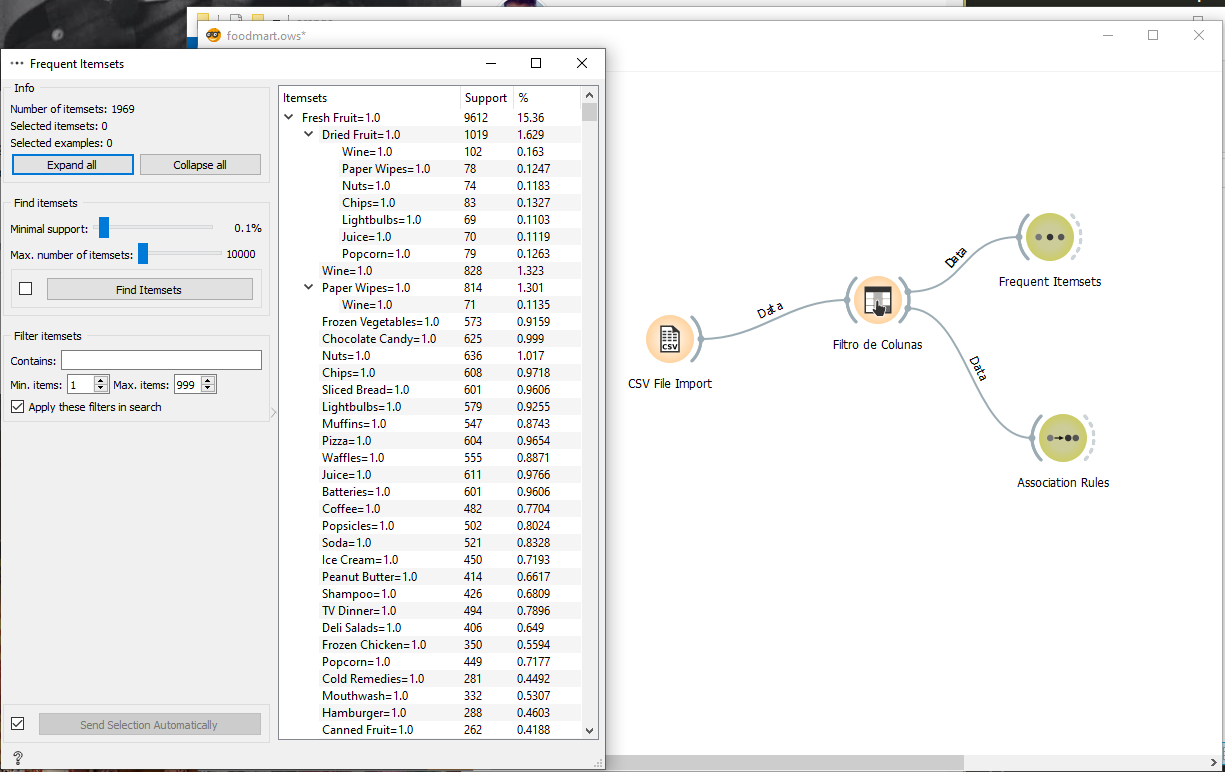 foodmart.ows*
Frequent Itemsets
Info
Number of itemsets: 1969
Selected itemsets: 0
Selected examples: 0
Expand all
Collapse all
Find itemsets
Minimal support: 0.1%
Max. number of itemsets: 10000
Find Itemsets
Filter itemsets
Contains:
Min. items: 1 Max. items: 999
Apply these filters in search
Send Selection Automatically
?
Itemsets Support %
Fresh Fruit=1.0 9612 15.36
Dried Fruit=1.0 1019 1.629
Wine=1.0 102 0.163
Paper Wipes=1.0 78 0.1247
Nuts=1.0 74 0.1183
Chips=1.0 83 0.1327
Lightbulbs=1.0 69 0.1103
Juice=1.0 70 0.1119
Popcorn=1.0 79 0.1263
Wine=1.0 828 1.323
Paper Wipes=1.0 814 1.301
Wine=1.0 71 0.1135
Frozen Vegetables=1.0 573 0.9159
Chocolate Candy=1.0 625 0.999
Nuts=1.0 636 1.017
Chips=1.0 608 0.9718
Sliced Bread=1.0 601 0.9606
Lightbulbs=1.0 579 0.9255
Muffins=1.0 547 0.8743
Pizza=1.0 604 0.9654
Waffles=1.0 555 0.8871
Juice=1.0 611 0.9766
Batteries=1.0 601 0.9606
Coffee=1.0 482 0.7704
Popsicles=1.0 502 0.8024
Soda=1.0 521 0.8328
Ice Cream=1.0 450 0.7193
Peanut Butter=1.0 414 0.6617
Shampoo=1.0 426 0.6809
TV Dinner=1.0 494 0.7896
Deli Salads=1.0 406 0.649
Frozen Chicken=1.0 350 0.5594
Popcorn=1.0 449 0.7177
Cold Remedies=1.0 281 0.4492
Mouthwash=1.0 332 0.5307
Hamburger=1.0 288 0.4603
Canned Fruit=1.0 262 0.4188
CSV
CSV File Import
Data
Filtro de Colunas
Data
Frequent Itemsets
Data
Association Rules